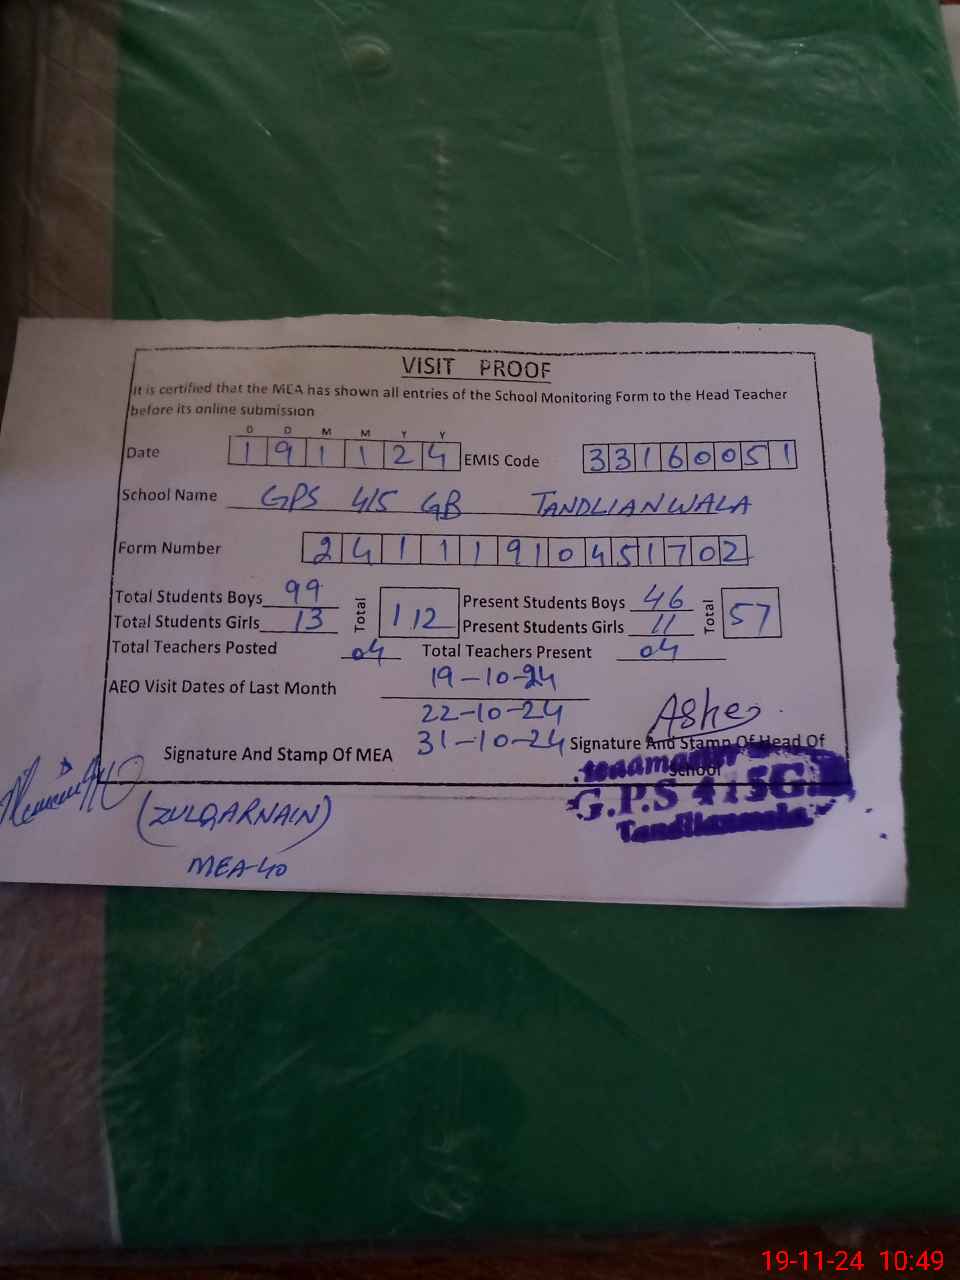 VISIT PROOF
It is certified that the MEA has shown all entries of the School Monitoring Form to the Head Teacher
before its online submission
D D M M Y Y
Date 1 9 1 1 2 4 EMIS Code 3 3 1 6 0 0 5 1
School Name GPS 415 GB TANDLIANWALA
Form Number 2 4 1 1 1 9 1 0 4 5 1 7 0 2
Total Students Boys 99 Total 112 Present Students Boys 46 Total 57
Total Students Girls 13 Present Students Girls 11
Total Teachers Posted 04 Total Teachers Present 04
AEO Visit Dates of Last Month 19-10-24
22-10-24
31-10-24
Signature And Stamp Of MEA Signature And Stamp Of Head Of
School
G.P.S 415GB
Tandlianwala
(ZULQARNAIN)
MEA-40
19-11-24 10:49